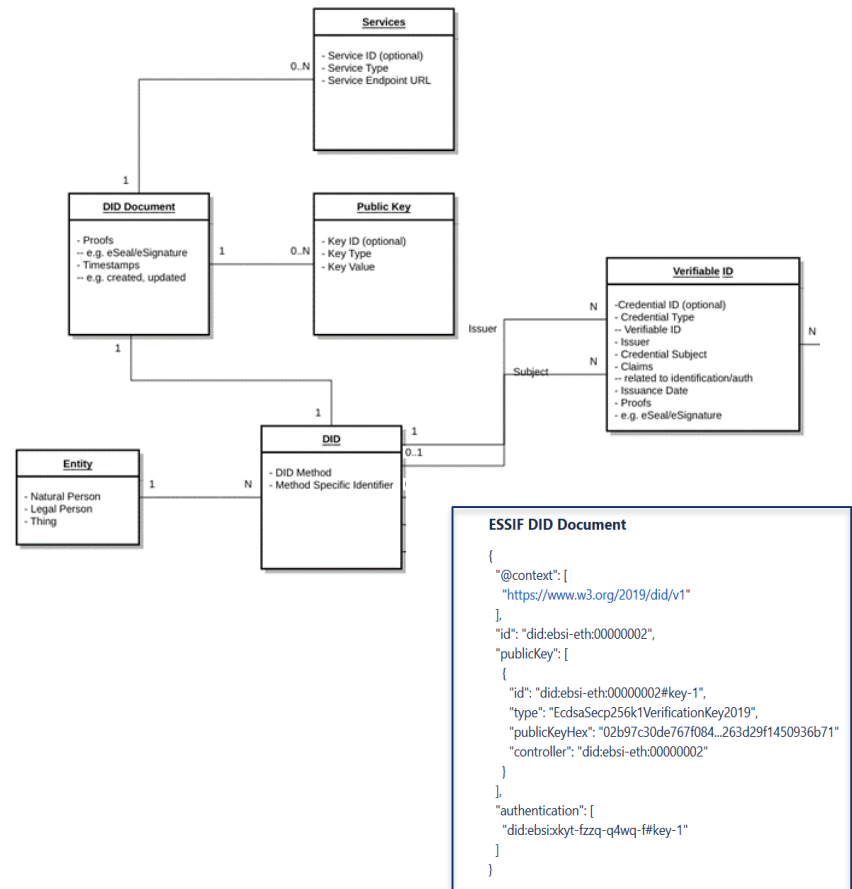 Services
- Service ID (optional)
- Service Type
- Service Endpoint URL
0..N
1
DID Document
- Proofs
-- e.g. eSeal/eSignature
- Timestamps
-- e.g. created, updated
1
0..N
Public Key
- Key ID (optional)
- Key Type
- Key Value
Verifiable ID
-Credential ID (optional)
- Credential Type
-- Verifiable ID
- Issuer
- Credential Subject
- Claims
-- related to identification/auth
- Issuance Date
- Proofs
- e.g. eSeal/eSignature
N
Issuer
N
Subject
N
1
1
DID
- DID Method
- Method Specific Identifier
1
0..1
Entity
- Natural Person
- Legal Person
- Thing
1
N
ESSIF DID Document
{
"@context": [
"https://www.w3.org/2019/did/v1"
],
"id": "did:ebsi-eth:00000002",
"publicKey": [
{
"id": "did:ebsi-eth:00000002#key-1",
"type": "EcdsaSecp256k1VerificationKey2019",
"publicKeyHex": "02b97c30de767f084...263d29f1450936b71"
"controller": "did:ebsi-eth:00000002"
}
],
"authentication": [
"did:ebsi:xkyt-fzzq-q4wq-f#key-1"
]
}